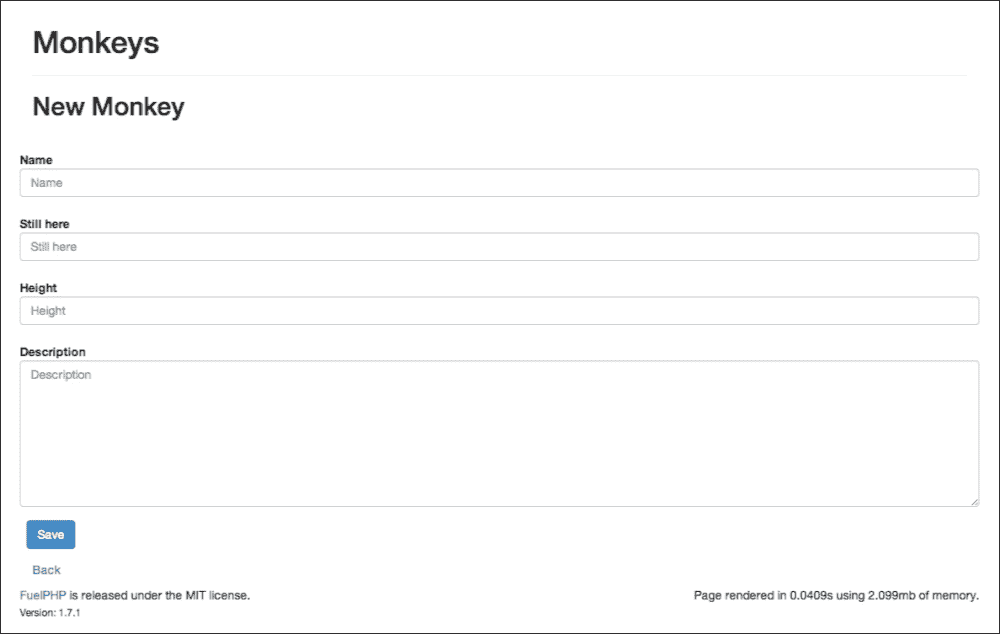 Monkeys
New Monkey
Name
Name
Still here
Still here
Height
Height
Description
Description
Save
Back
FuelPHP is released under the MIT license.
Page rendered in 0.0409s using 2.099mb of memory.
Version: 1.7.1